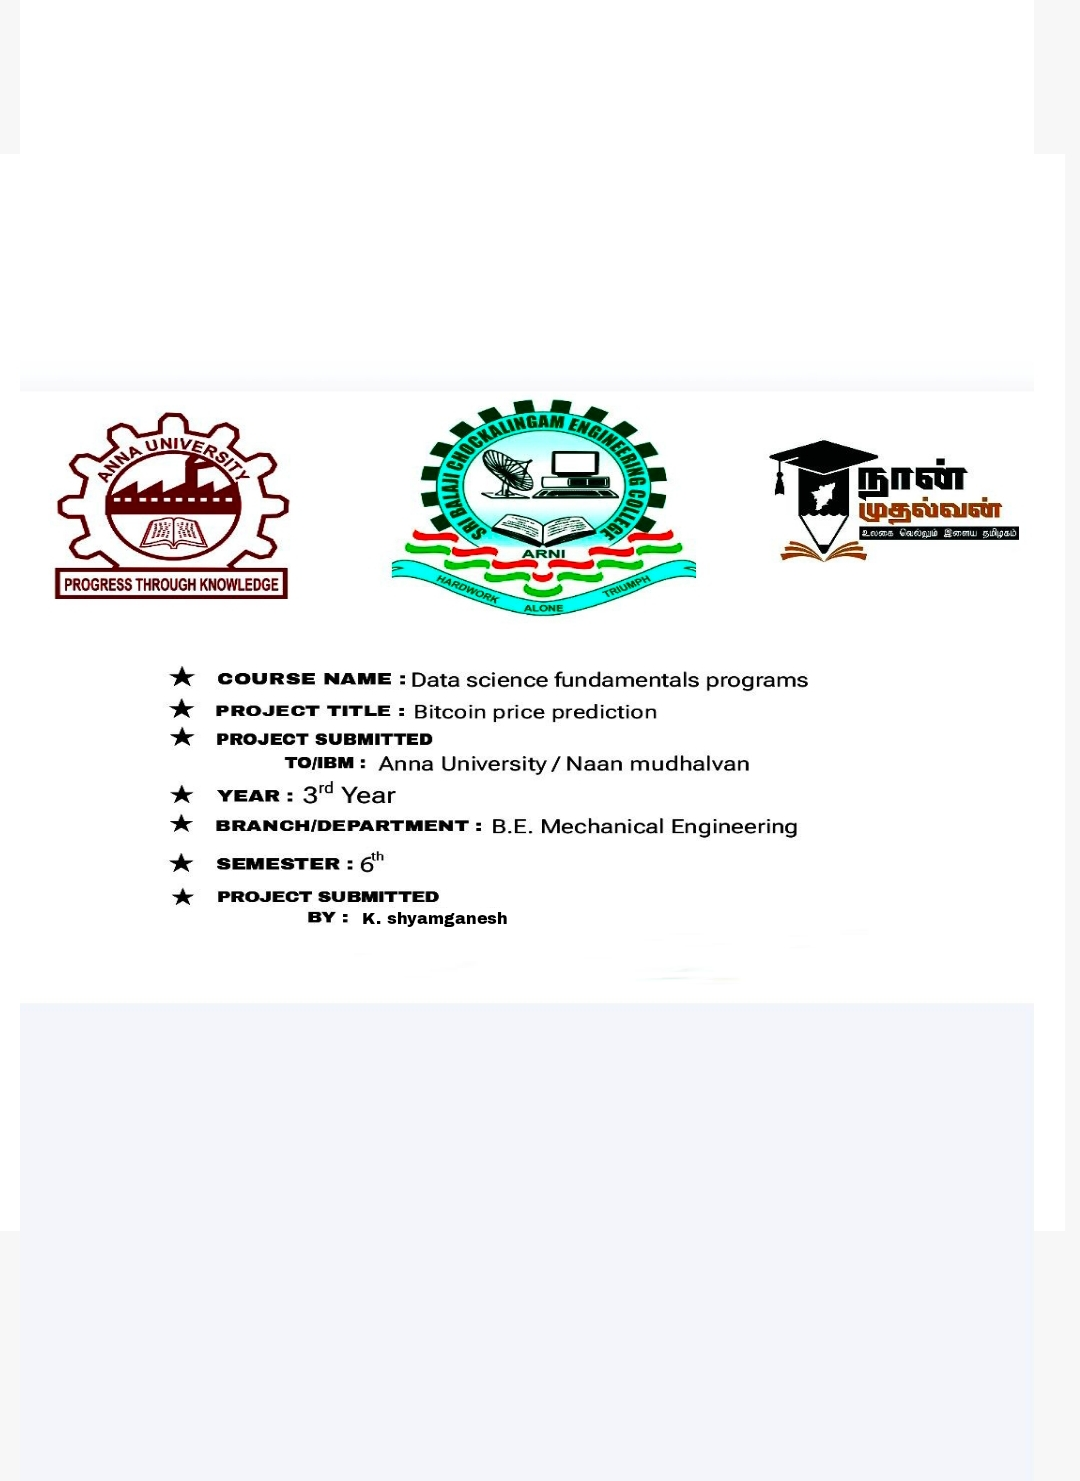 ANNA UNIVERSITY
PROGRESS THROUGH KNOWLEDGE
SRI BALAJI CHOCKALINGAM ENGINEERING COLLEGE
ARNI
HARDWORK ALONE TRIUMPH
நான்
முதல்வன்
உலகை வெல்லும் இளைய தமிழகம்
★ COURSE NAME : Data science fundamentals programs
★ PROJECT TITLE : Bitcoin price prediction
★ PROJECT SUBMITTED
TO/IBM : Anna University / Naan mudhalvan
★ YEAR : 3rd Year
★ BRANCH/DEPARTMENT : B.E. Mechanical Engineering
★ SEMESTER : 6th
★ PROJECT SUBMITTED
BY : K. shyamganesh